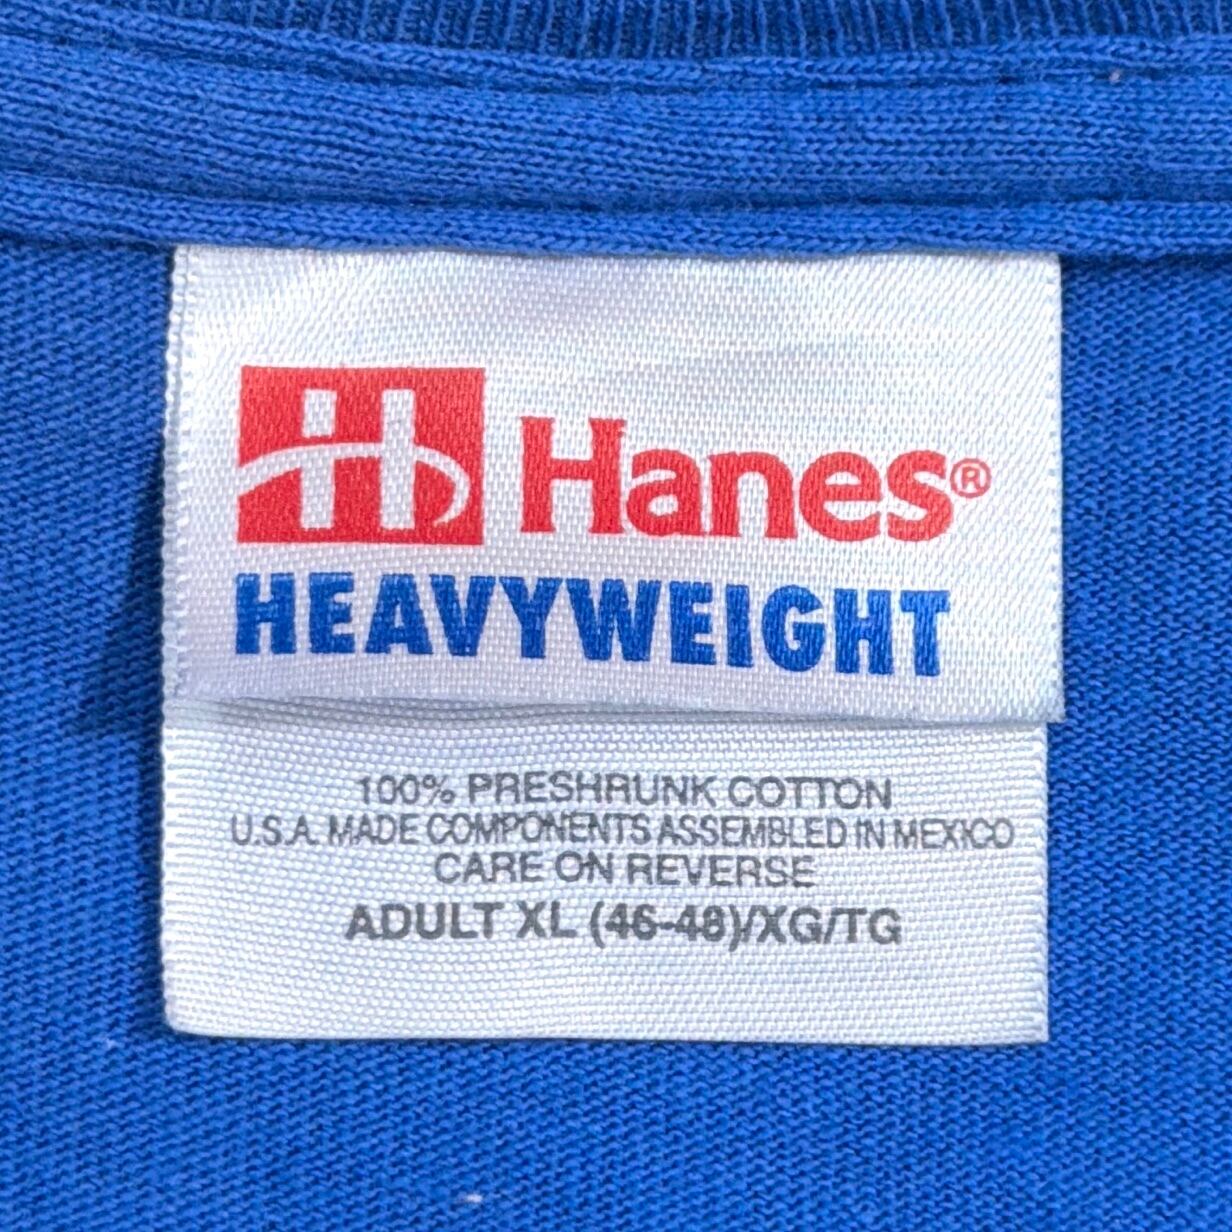 H Hanes®
HEAVYWEIGHT
100% PRESHRUNK COTTON
U.S.A. MADE COMPONENTS ASSEMBLED IN MEXICO
CARE ON REVERSE
ADULT XL (46-48)/XG/TG